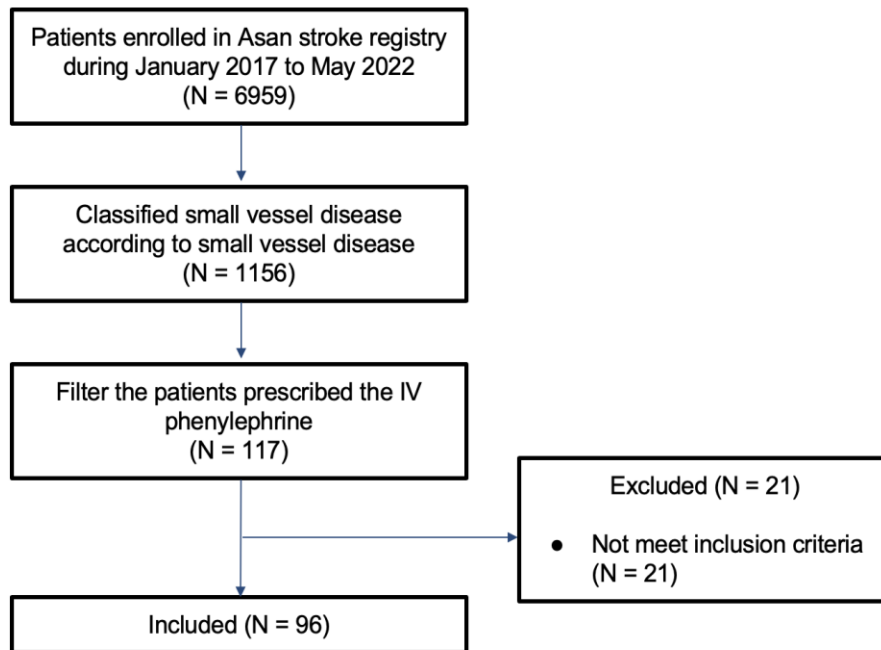 Patients enrolled in Asan stroke registry
during January 2017 to May 2022
(N = 6959)
Classified small vessel disease
according to small vessel disease
(N = 1156)
Filter the patients prescribed the IV
phenylephrine
(N = 117)
Excluded (N = 21)
● Not meet inclusion criteria
(N = 21)
Included (N = 96)